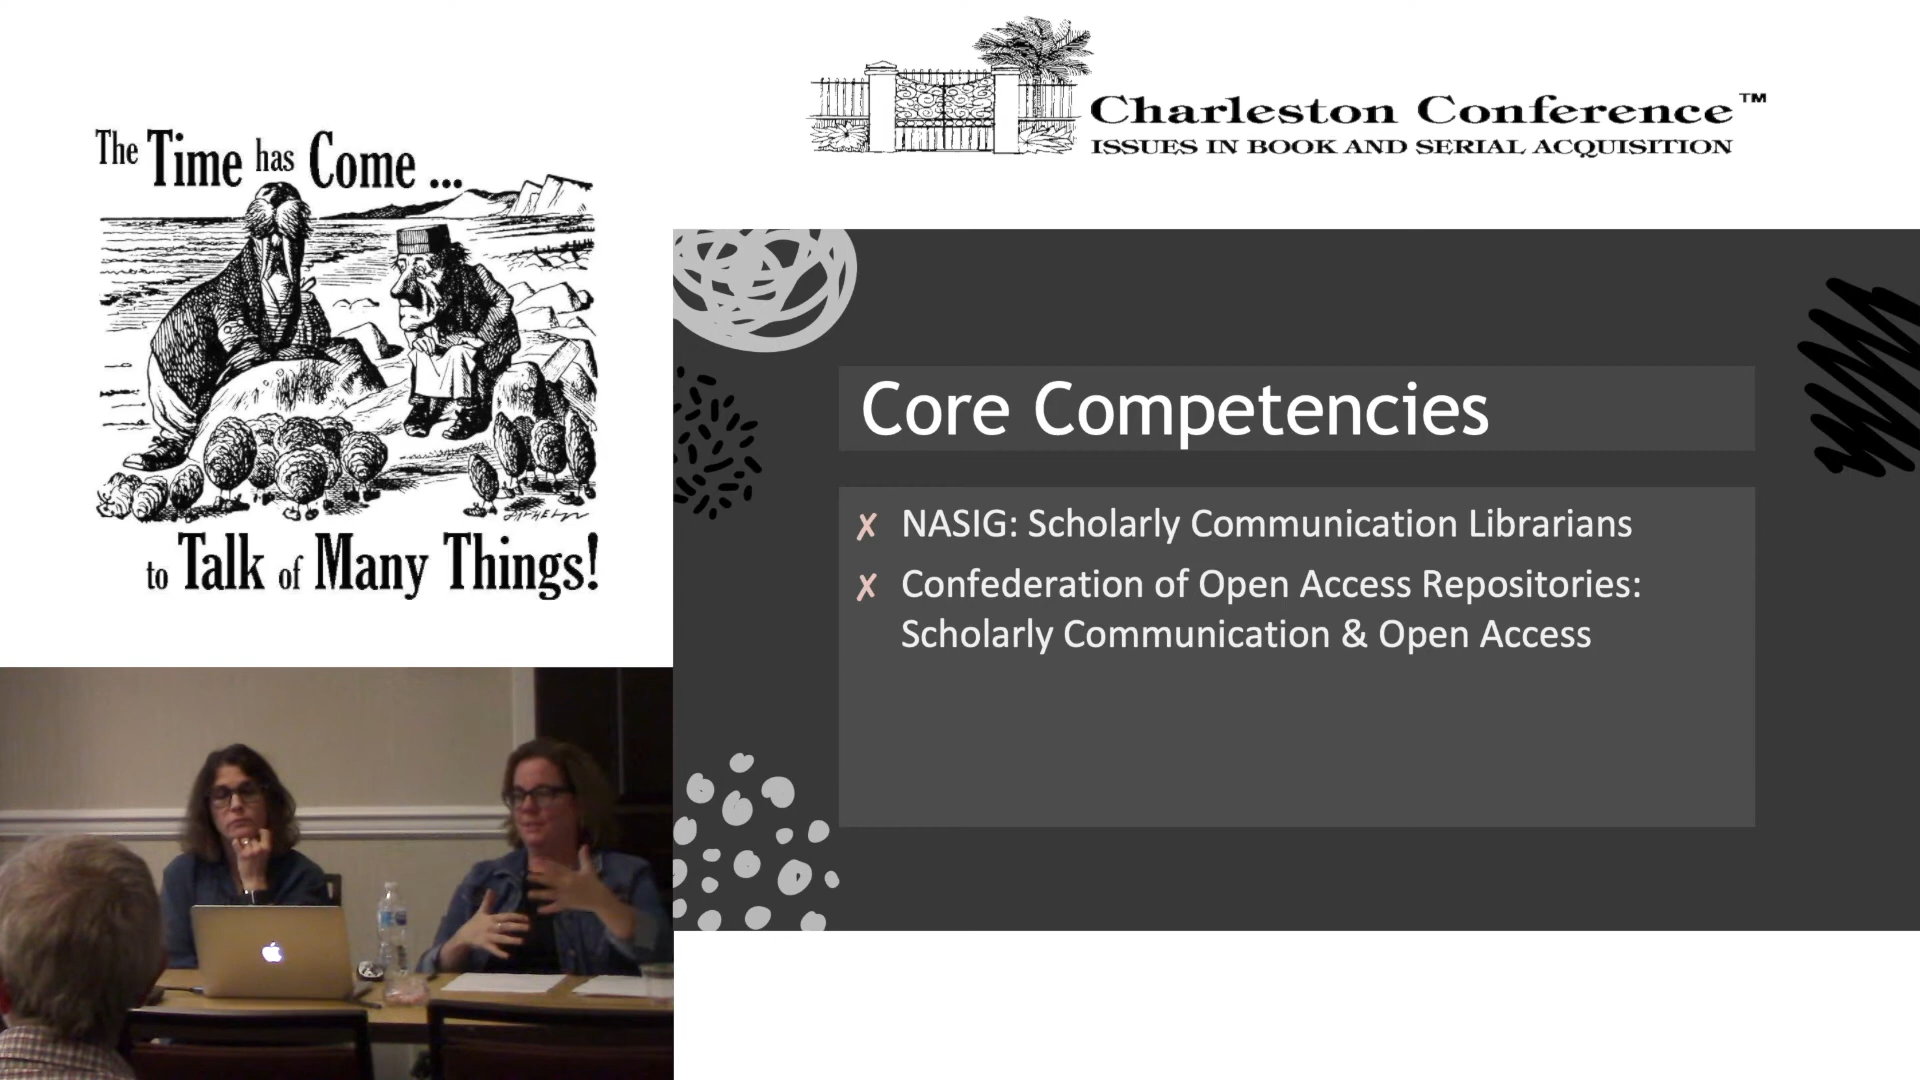 The Time has Come ...
to Talk of Many Things!
Charleston Conference™
ISSUES IN BOOK AND SERIAL ACQUISITION
Core Competencies
✗ NASIG: Scholarly Communication Librarians
✗ Confederation of Open Access Repositories:
Scholarly Communication & Open Access